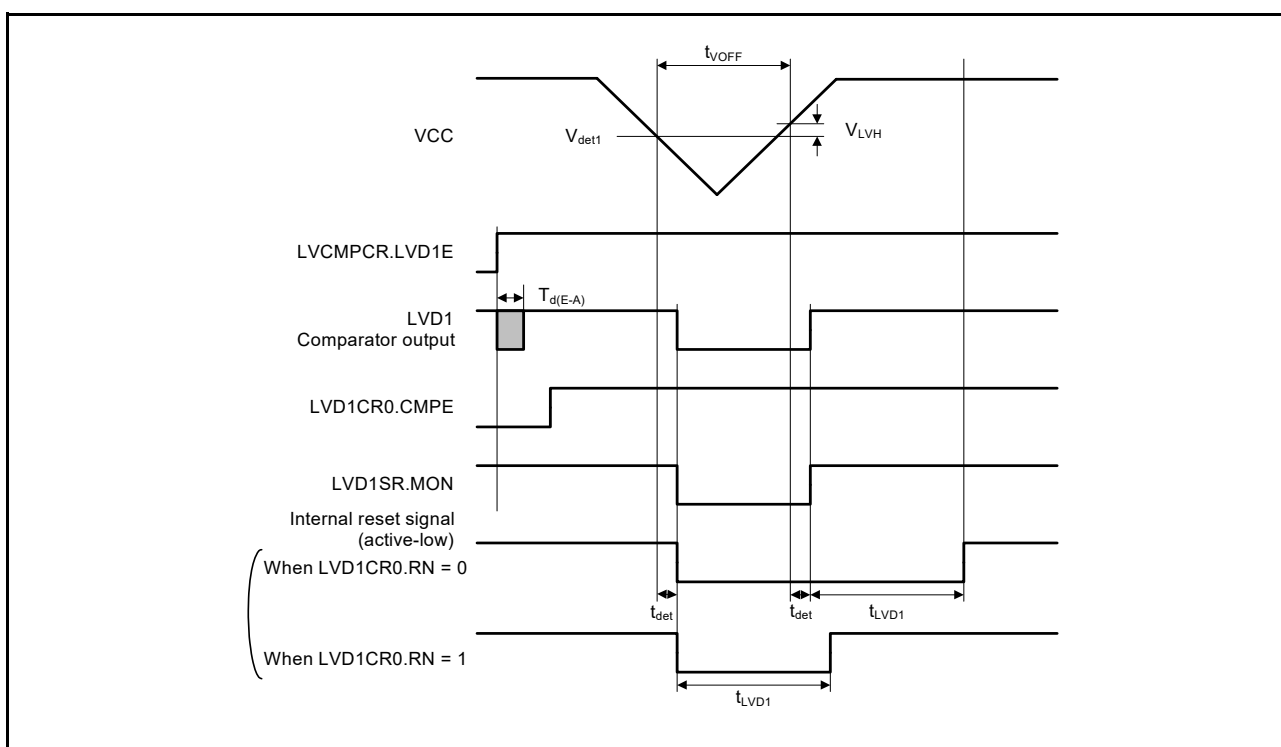 tVOFF
VCC
Vdet1
VLVH
LVCMPCR.LVD1E
Td(E-A)
LVD1
Comparator output
LVD1CR0.CMPE
LVD1SR.MON
Internal reset signal
(active-low)
When LVD1CR0.RN = 0
tdet
tdet
tLVD1
When LVD1CR0.RN = 1
tLVD1